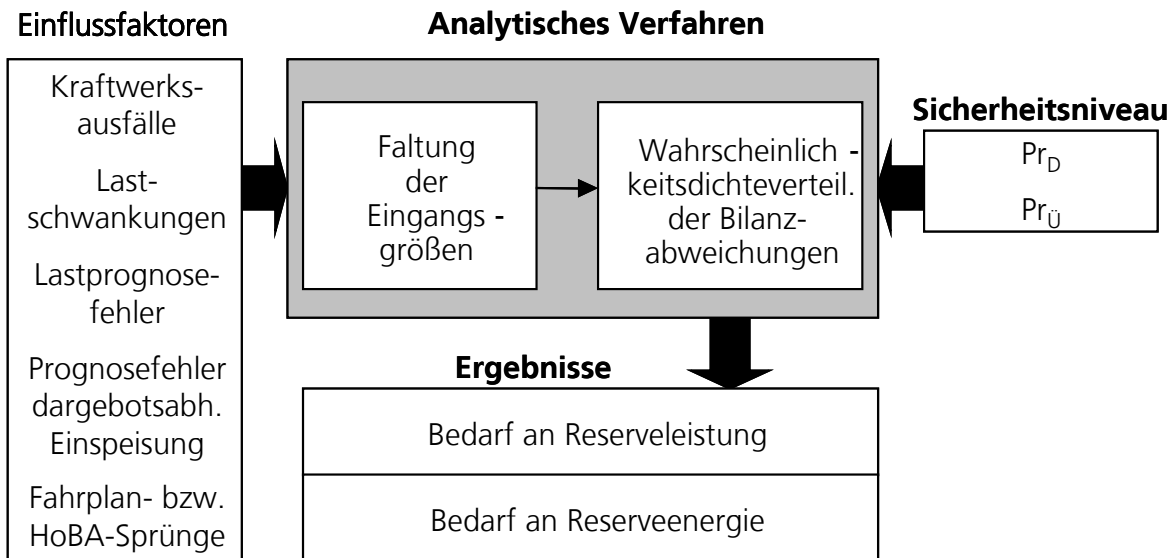 Einflussfaktoren
Kraftwerks-
ausfälle
Last-
schwankungen
Lastprognose-
fehler
Prognosefehler
dargebotsabh.
Einspeisung
Fahrplan- bzw.
HoBA-Sprünge
Analytisches Verfahren
Faltung
der
Eingangs -
größen
Wahrscheinlich -
keitsdichteverteil.
der Bilanz-
abweichungen
Sicherheitsniveau
Pr_D
Pr_Ü
Ergebnisse
Bedarf an Reserveleistung
Bedarf an Reserveenergie